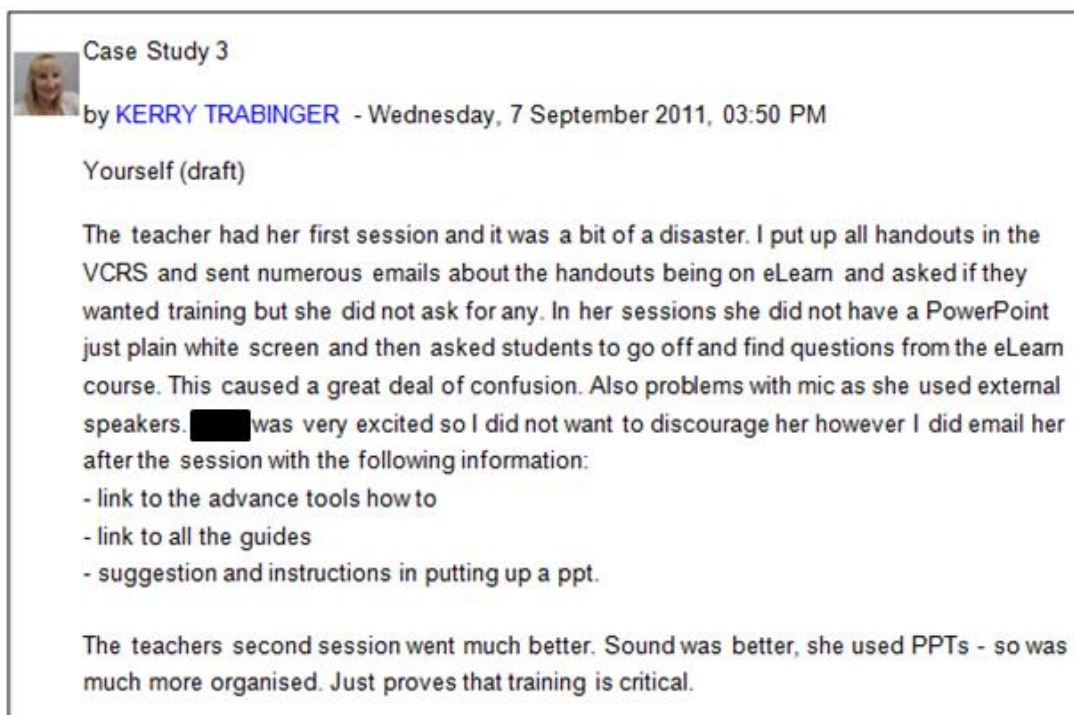 Case Study 3
by KERRY TRABINGER - Wednesday, 7 September 2011, 03:50 PM
Yourself (draft)
The teacher had her first session and it was a bit of a disaster. I put up all handouts in the
VCRS and sent numerous emails about the handouts being on eLearn and asked if they
wanted training but she did not ask for any. In her sessions she did not have a PowerPoint
just plain white screen and then asked students to go off and find questions from the eLearn
course. This caused a great deal of confusion. Also problems with mic as she used external
speakers. was very excited so I did not want to discourage her however I did email her
after the session with the following information:
- link to the advance tools how to
- link to all the guides
- suggestion and instructions in putting up a ppt.
The teachers second session went much better. Sound was better, she used PPTs - so was
much more organised. Just proves that training is critical.